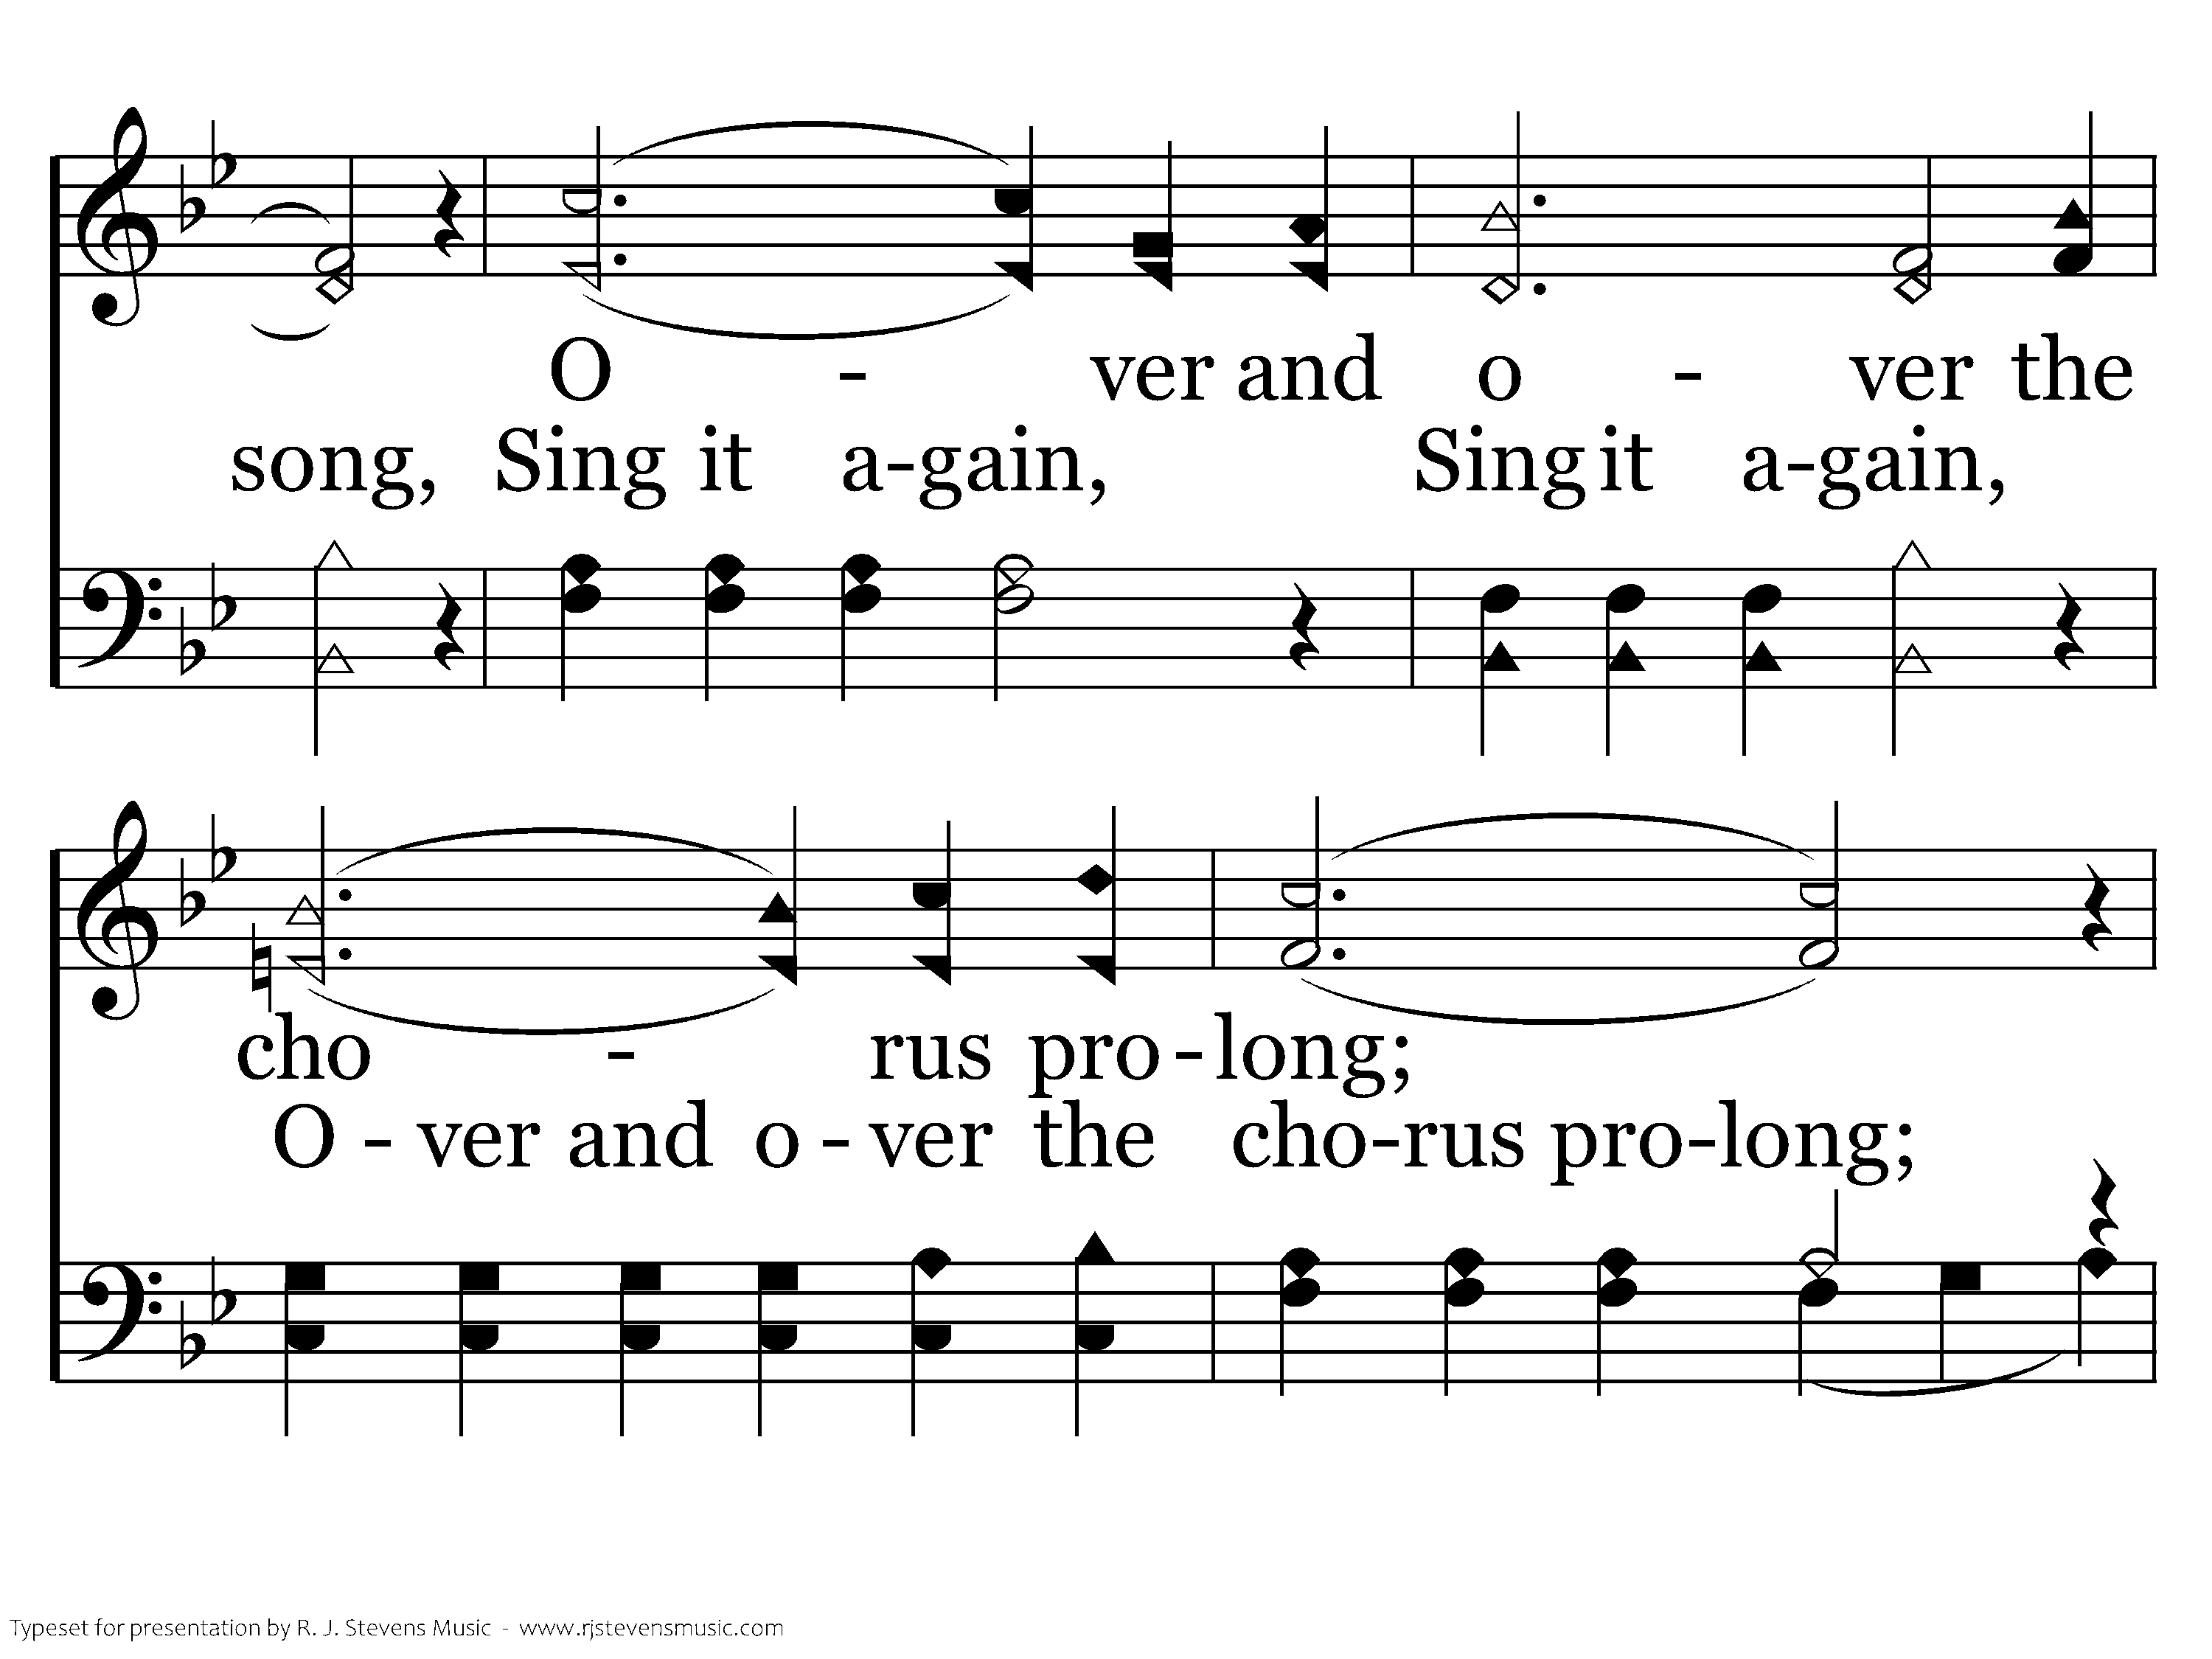 O - ver and o - ver the
song, Sing it a-gain, Sing it a-gain,
cho - rus pro-long;
O - ver and o - ver the cho-rus pro-long;
Typeset for presentation by R. J. Stevens Music - www.rjstevensmusic.com